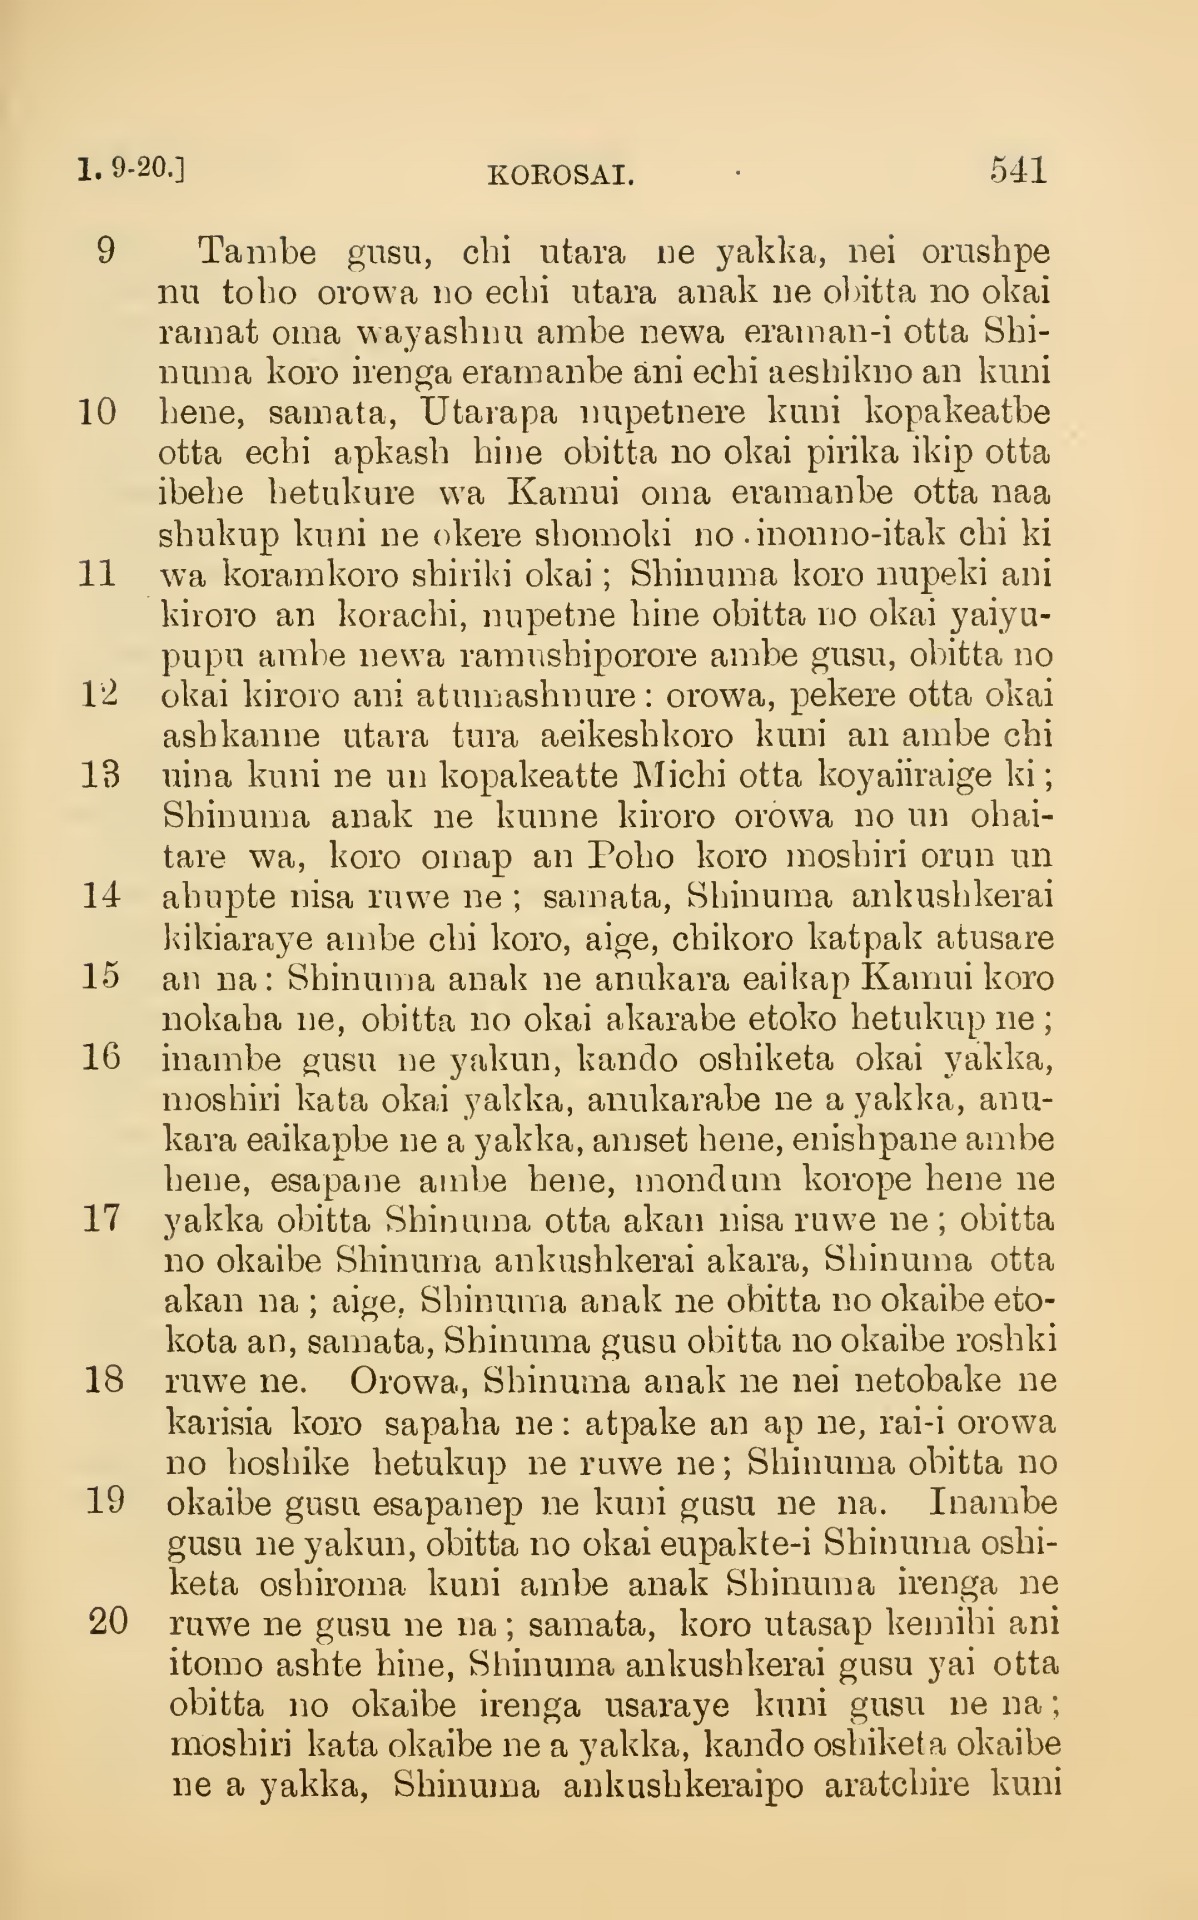 1. 9-20.] KOROSAI. 541
9 Tambe gusu, chi utara ne yakka, nei orushpe
nu toho orowa no echi utara anak ne obitta no okai
ramat oma wayashnu ambe newa eraman-i otta Shi-
numa koro irenga eramanbe ani echi aeshikno an kuni
10 hene, samata, Utarapa nupetnere kuni kopakeatbe
otta echi apkash hine obitta no okai pirika ikip otta
ibehe hetukure wa Kamui oma eramanbe otta naa
shukup kuni ne okere shomoki no inonno-itak chi ki
11 wa koramkoro shiriki okai; Shinuma koro nupeki ani
kiroro an korachi, nupetne hine obitta no okai yaiyu-
pupu ambe newa ramushiporore ambe gusu, obitta no
12 okai kiroro ani atumashnure: orowa, pekere otta okai
ashkanne utara tura aeikeshkoro kuni an ambe chi
13 uina kuni ne un kopakeatte Michi otta koyaiiraige ki;
Shinuma anak ne kunne kiroro orowa no un ohai-
tare wa, koro omap an Poho koro moshiri orun un
14 ahupte nisa ruwe ne; samata, Shinuma ankushkerai
kikiaraye ambe chi koro, aige, chikoro katpak atusare
15 an na: Shinuma anak ne anukara eaikap Kamui koro
nokaha ne, obitta no okai akarabe etoko hetukup ne;
16 inambe gusu ne yakun, kando oshiketa okai yakka,
moshiri kata okai yakka, anukarabe ne a yakka, anu-
kara eaikapbe ne a yakka, amset hene, enishpane ambe
hene, esapane ambe hene, mondum korope hene ne
17 yakka obitta Shinuma otta akan nisa ruwe ne; obitta
no okaibe Shinuma ankushkerai akara, Shinuma otta
akan na; aige, Shinuma anak ne obitta no okaibe eto-
kota an, samata, Shinuma gusu obitta no okaibe roshki
18 ruwe ne. Orowa, Shinuma anak ne nei netobake ne
karisia koro sapaha ne: atpake an ap ne, rai-i orowa
no hoshike hetukup ne ruwe ne; Shinuma obitta no
19 okaibe gusu esapanep ne kuni gusu ne na. Inambe
gusu ne yakun, obitta no okai eupakte-i Shinuma oshi-
keta oshiroma kuni ambe anak Shinuma irenga ne
20 ruwe ne gusu ne na; samata, koro utasap kemihi ani
itomo ashte hine, Shinuma ankushkerai gusu yai otta
obitta no okaibe irenga usaraye kuni gusu ne na;
moshiri kata okaibe ne a yakka, kando oshiketa okaibe
ne a yakka, Shinuma ankushkeraipo aratchire kuni